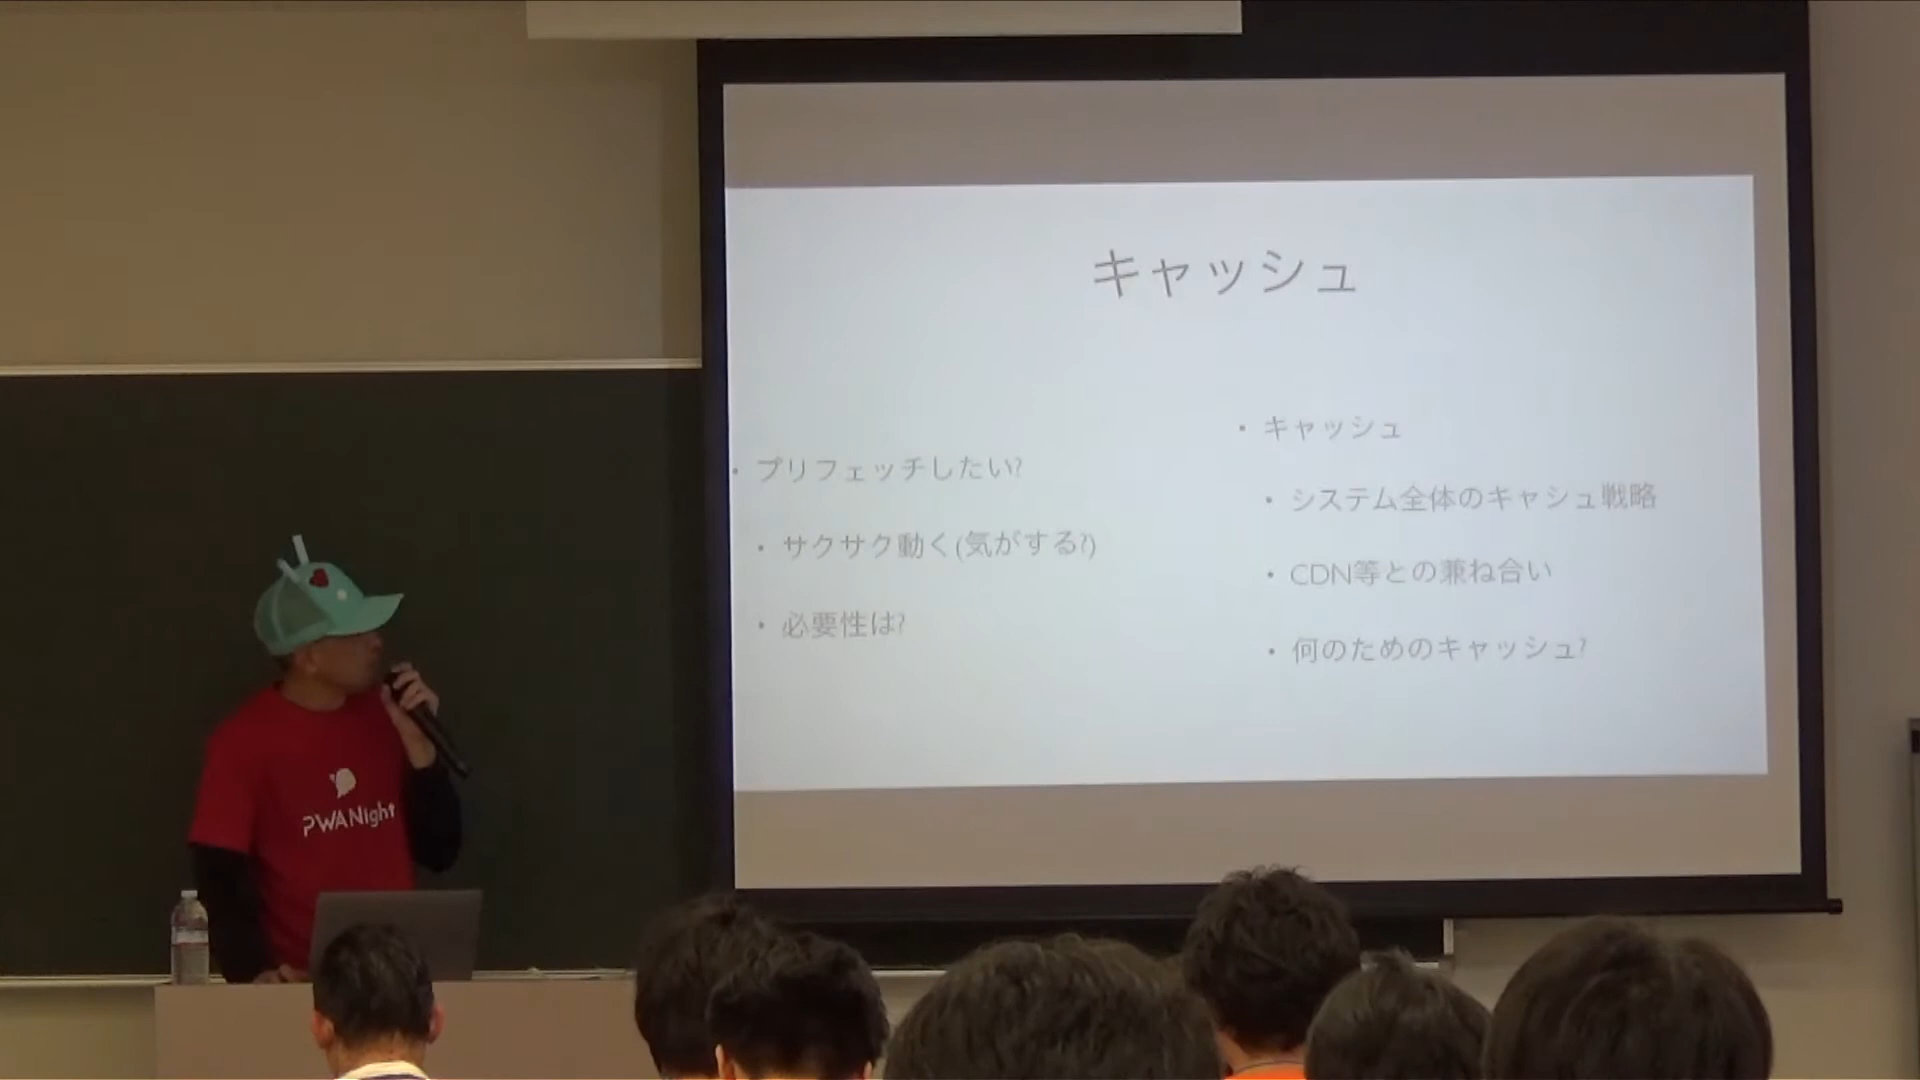 キャッシュ
・プリフェッチしたい?
・サクサク動く(気がする?)
・必要性は?
・キャッシュ
・システム全体のキャシュ戦略
・CDN等との兼ね合い
・何のためのキャッシュ?
PWANight